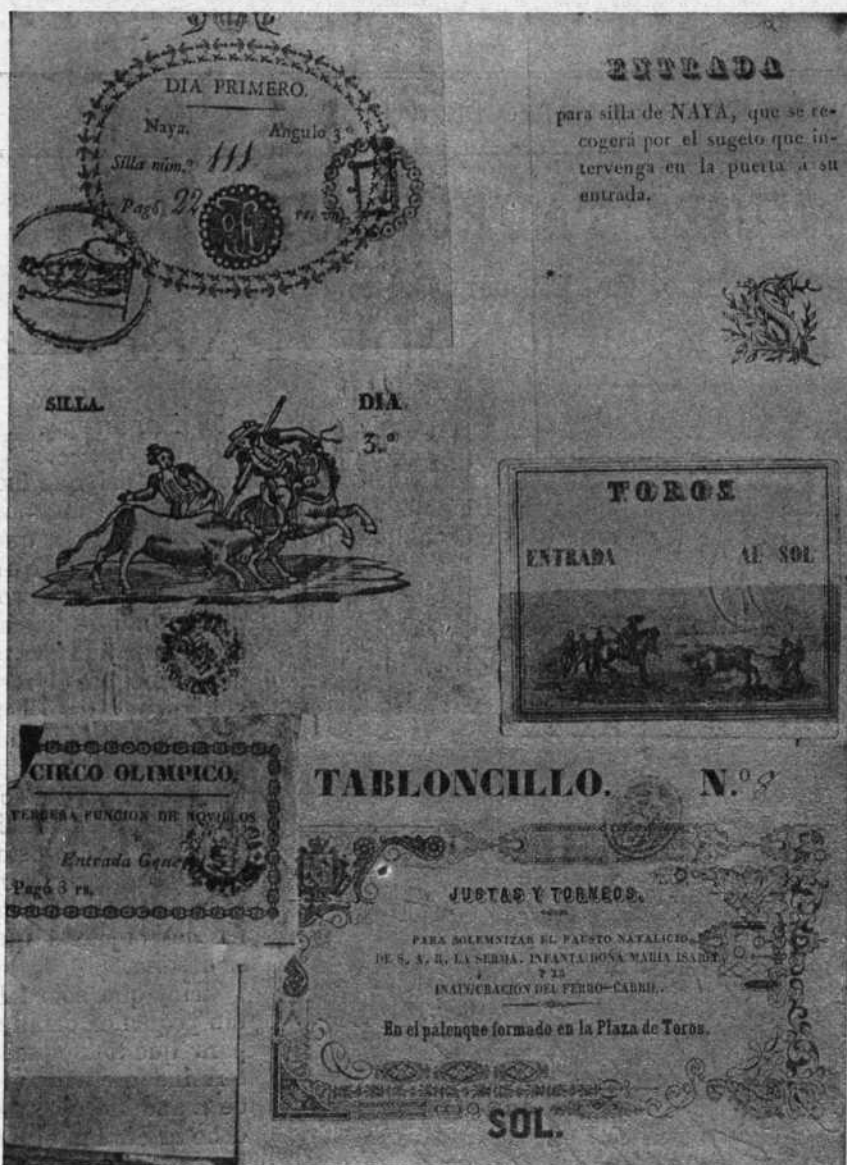 DIA PRIMERO.
Naya. Angulo 3.º
Silla núm.º 111
Pagó 22 rs. vn.
ENTRADA
para silla de NAYA, que se re-
cogerá por el sugeto que in-
tervenga en la puerta á su
entrada.
SILLA. DIA.
3.º
TOROS
ENTRADA AL SOL
CIRCO OLIMPICO.
TERCERA FUNCION DE NOVILLOS
Entrada
Pagó 3 rs.
TABLONCILLO. N.º 8
JUSTAS Y TORNEOS.
PARA SOLEMNIZAR EL FAUSTO NATALICIO
DE S. A. R. LA SERMA. INFANTA DOÑA MARIA ISABEL
Y LA
INAUGURACION DEL FERRO-CARRIL.
En el palenque formado en la Plaza de Toros.
SOL.